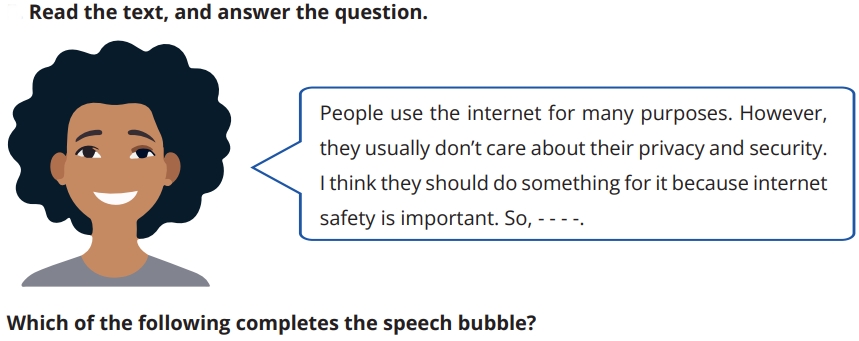 Read the text, and answer the question.
People use the internet for many purposes. However,
they usually don't care about their privacy and security.
I think they should do something for it because internet
safety is important. So, - - - -.
Which of the following completes the speech bubble?